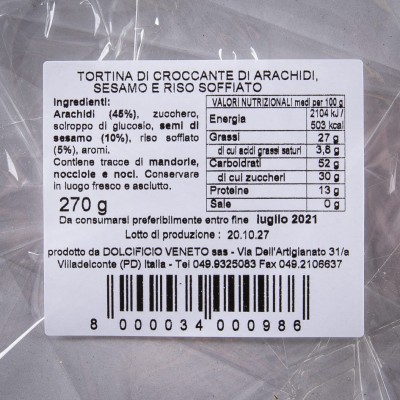 TORTINA DI CROCCANTE DI ARACHIDI,
SESAMO E RISO SOFFIATO
Ingredienti:
Arachidi (45%), zucchero,
sciroppo di glucosio, semi di
sesamo (10%), riso soffiato
(5%), aromi.
Contiene tracce di mandorle,
nocciole e noci. Conservare
in luogo fresco e asciutto.
270 g
VALORI NUTRIZIONALI medi per 100 g
Energia 2104 kJ / 503 kcal
Grassi 27 g
di cui acidi grassi saturi 3,8 g
Carboidrati 52 g
di cui zuccheri 30 g
Proteine 13 g
Sale 0 g
Da consumarsi preferibilmente entro fine luglio 2021
Lotto di produzione : 20.10.27
prodotto da DOLCIFICIO VENETO sas - Via Dell'Artigianato 31/a
Villadelconte (PD) Italia - Tel 049.9325083 Fax 049.2106637
8 000034 000986